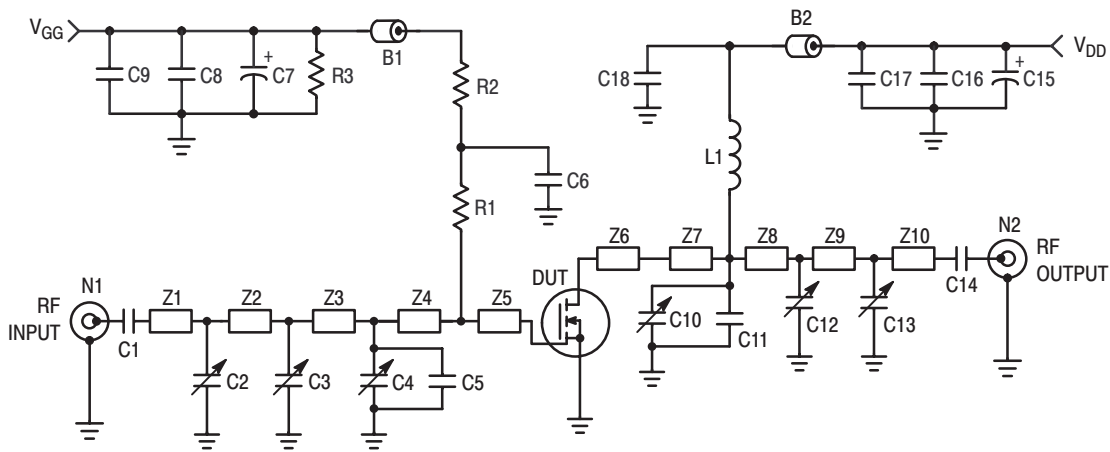 V_GG
B1
B2
V_DD
C9
C8
+
C7
R3
R2
C18
C17
C16
+
C15
L1
C6
R1
Z6
Z7
Z8
Z9
Z10
N2
RF
OUTPUT
C14
DUT
N1
RF
INPUT
C1
Z1
Z2
Z3
Z4
Z5
C10
C11
C12
C13
C2
C3
C4
C5